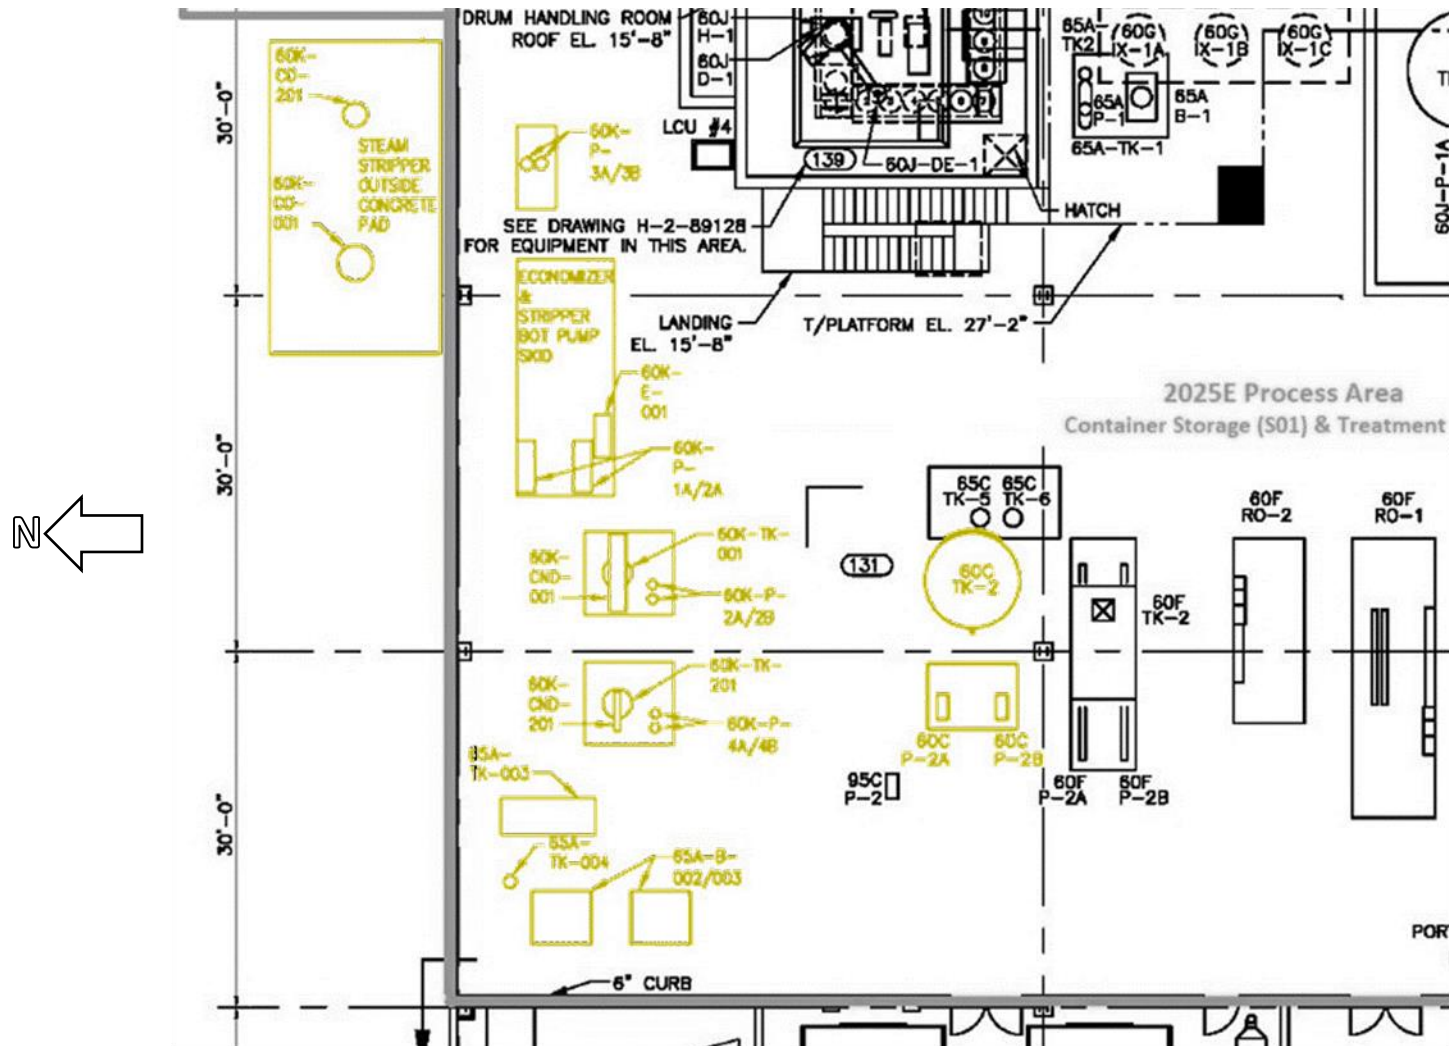 DRUM HANDLING ROOM
ROOF EL. 15'-8"
60J
H-1
60J
D-1
65A-
TK2
60G
IX-1A
60G
IX-1B
60G
IX-1C
60K-
CO-
201
30'-0"
STEAM
STRIPPER
OUTSIDE
CONCRETE
PAD
60K-
CO-
001
60K-
P-
3A/3B
LCU #4
139
60J-DE-1
65A
P-1
65A
B-1
65A-TK-1
60J-P-1A
SEE DRAWING H-2-89128
FOR EQUIPMENT IN THIS AREA.
HATCH
ECONOMIZER
&
STRIPPER
BOT PUMP
SKID
LANDING
EL. 15'-8"
T/PLATFORM EL. 27'-2"
60K-
E-
001
2025E Process Area
Container Storage (S01) & Treatment
30'-0"
60K-
P-
1A/2A
65C
TK-5
65C
TK-6
60F
RO-2
60F
RO-1
N
60K-TK-
001
60K-
CND-
001
131
60C
TK-2
60K-P-
2A/2B
60F
TK-2
60K-TK-
201
60K-
CND-
201
60K-P-
4A/4B
60C
P-2A
60C
P-2B
65A-
TK-003
95C
P-2
60F
P-2A
60F
P-2B
30'-0"
65A-
TK-004
65A-B-
002/003
6" CURB